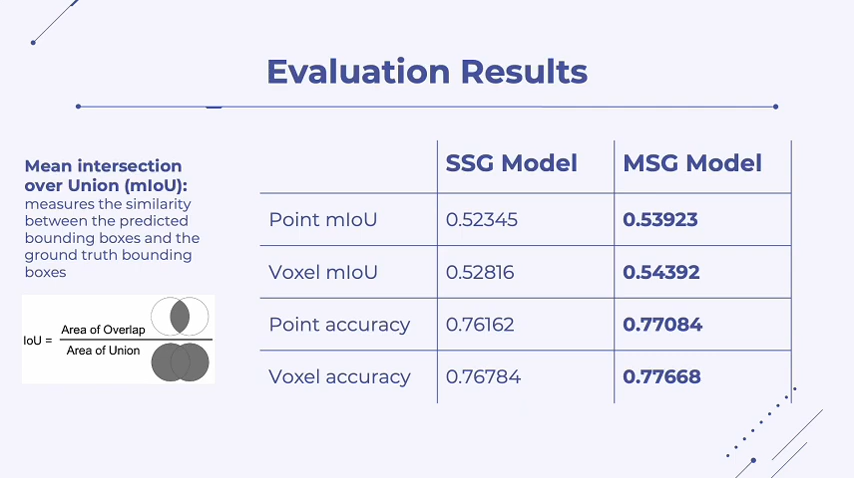 Evaluation Results
Mean intersection
over Union (mIoU):
measures the similarity
between the predicted
bounding boxes and the
ground truth bounding
boxes
IoU =
Area of Overlap
Area of Union
SSG Model MSG Model
Point mIoU 0.52345 0.53923
Voxel mIoU 0.52816 0.54392
Point accuracy 0.76162 0.77084
Voxel accuracy 0.76784 0.77668